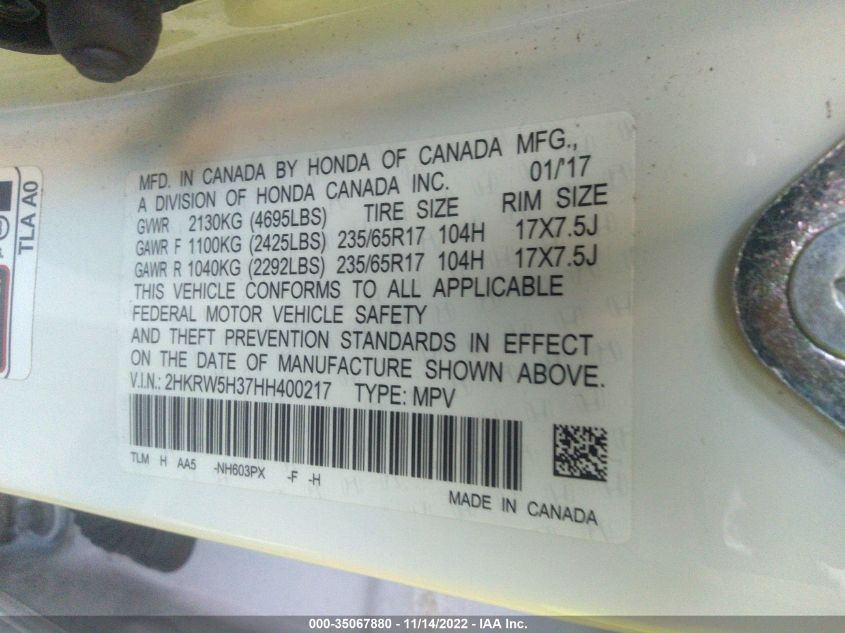 MFD. IN CANADA BY HONDA OF CANADA MFG.,
A DIVISION OF HONDA CANADA INC. 01/'17
GVWR 2130KG (4695LBS) TIRE SIZE RIM SIZE
GAWR F 1100KG (2425LBS) 235/65R17 104H 17X7.5J
GAWR R 1040KG (2292LBS) 235/65R17 104H 17X7.5J
THIS VEHICLE CONFORMS TO ALL APPLICABLE
FEDERAL MOTOR VEHICLE SAFETY
AND THEFT PREVENTION STANDARDS IN EFFECT
ON THE DATE OF MANUFACTURE SHOWN ABOVE.
V.I.N.: 2HKRW5H37HH400217 TYPE: MPV
TLM H AA5 -NH603PX -F -H
MADE IN CANADA
TLA A0
000-35067880 - 11/14/2022 - IAA Inc.